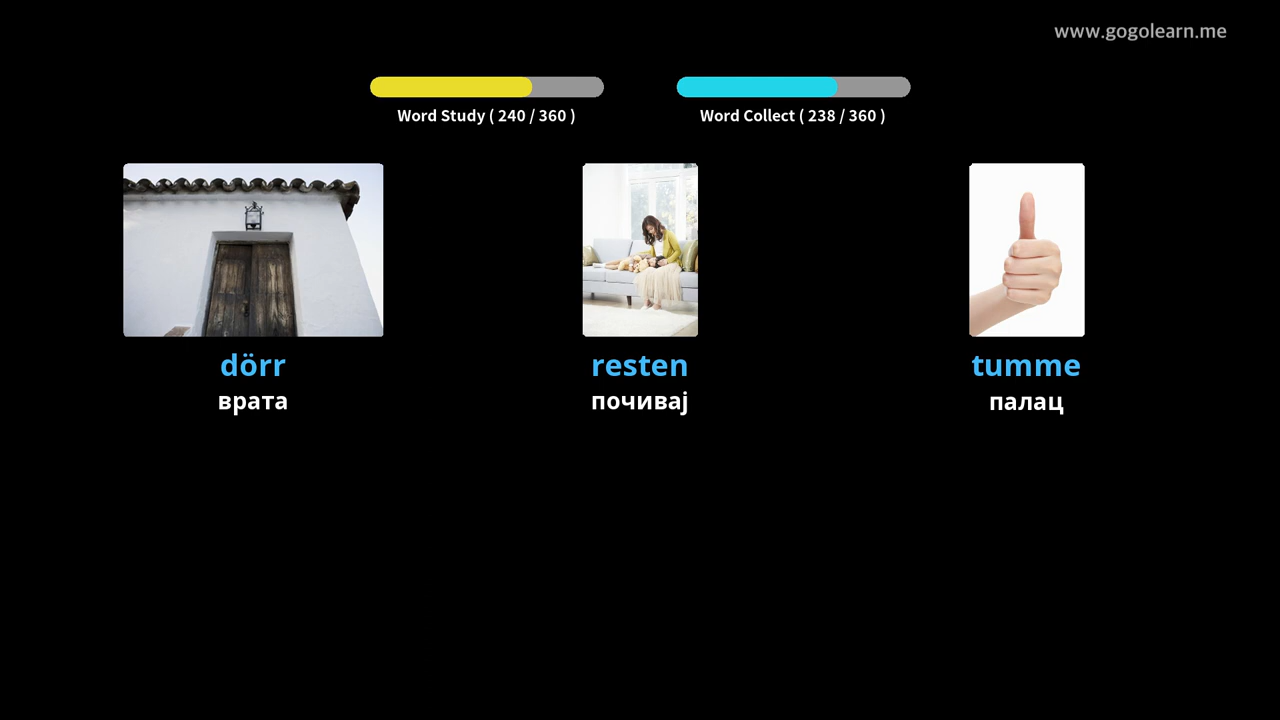 www.gogolearn.me
Word Study ( 240 / 360 )
Word Collect ( 238 / 360 )
dörr
resten
tumme
врата
почивај
палац